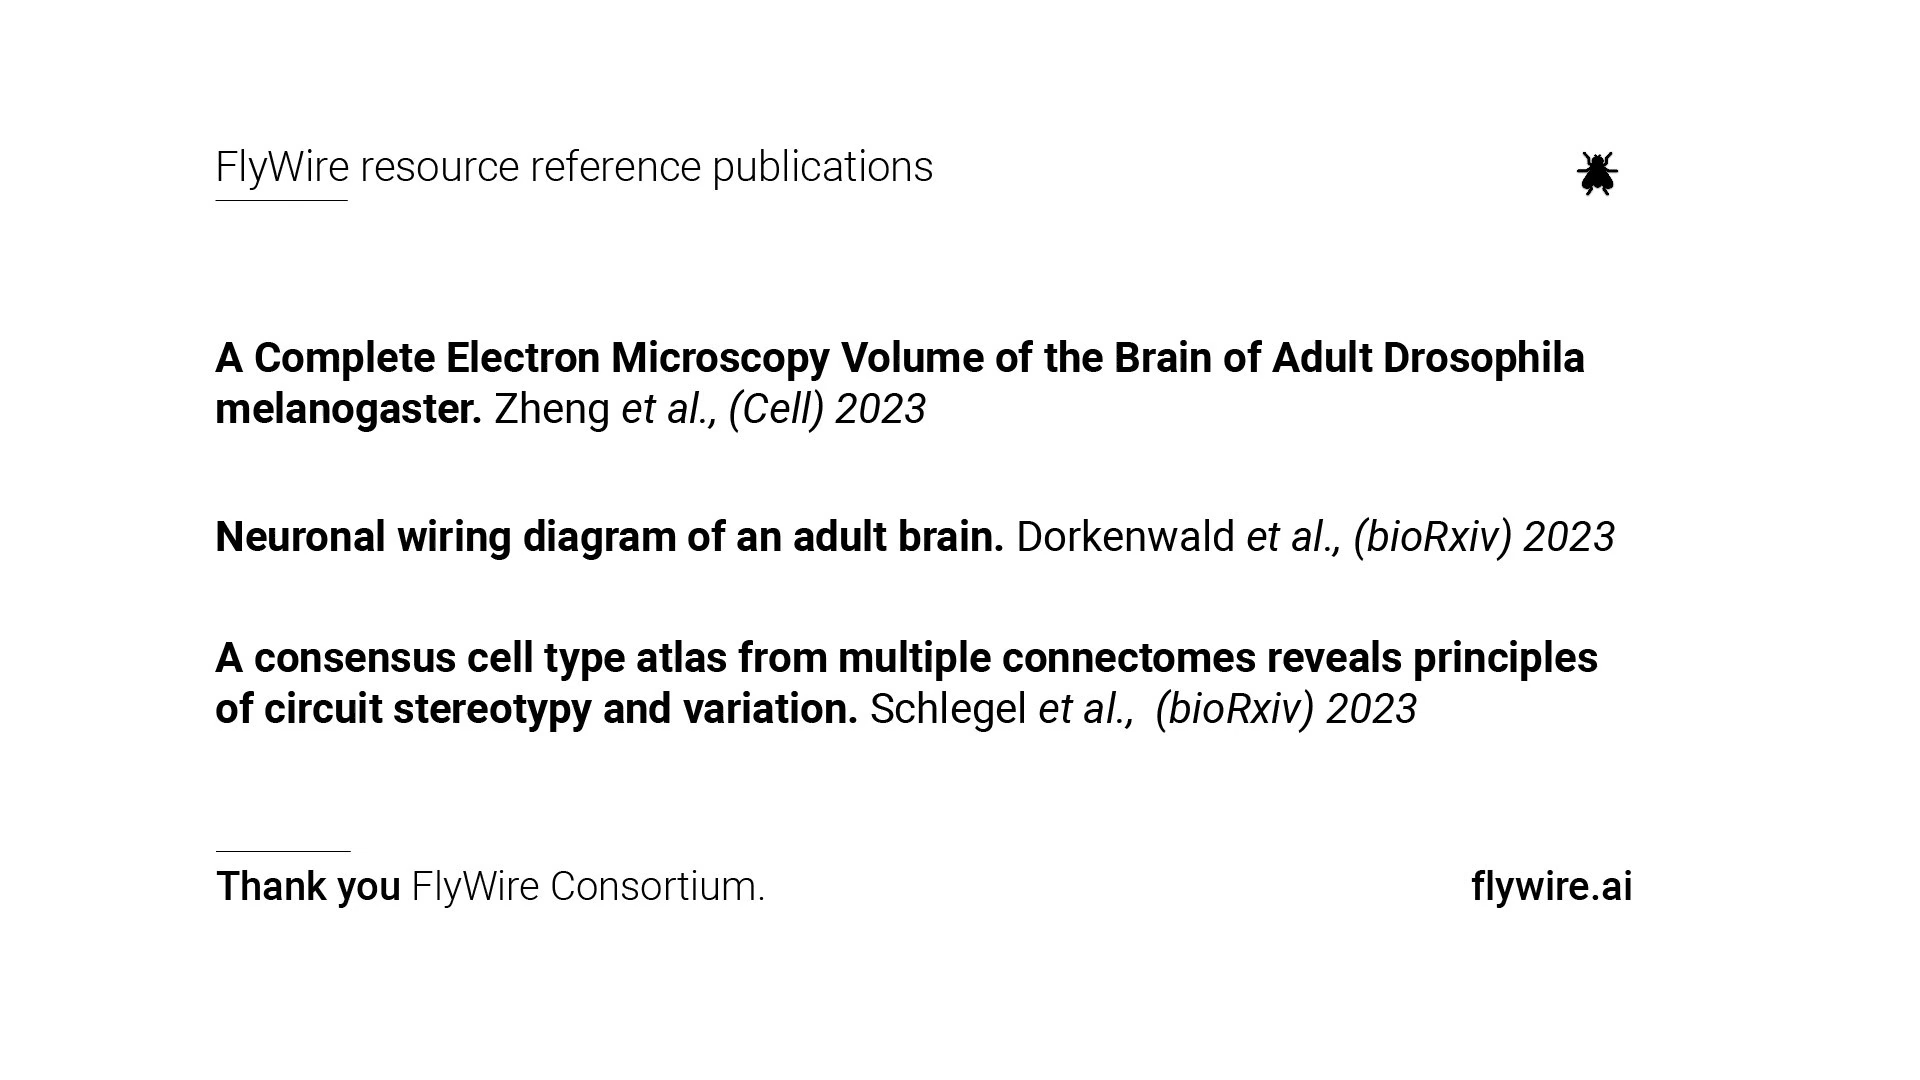 FlyWire resource reference publications
A Complete Electron Microscopy Volume of the Brain of Adult Drosophila
melanogaster. Zheng et al., (Cell) 2023
Neuronal wiring diagram of an adult brain. Dorkenwald et al., (bioRxiv) 2023
A consensus cell type atlas from multiple connectomes reveals principles
of circuit stereotypy and variation. Schlegel et al.,  (bioRxiv) 2023
Thank you FlyWire Consortium.
flywire.ai